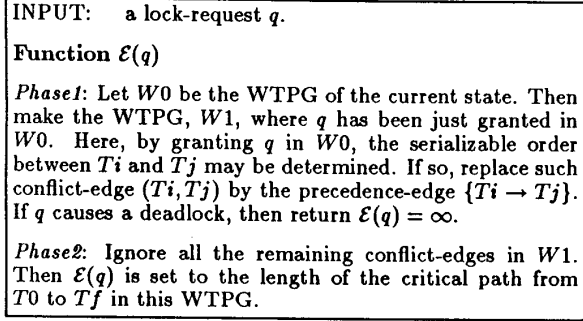 INPUT: a lock-request q.
Function ℰ(q)
Phase1: Let W0 be the WTPG of the current state. Then
make the WTPG, W1, where q has been just granted in
W0. Here, by granting q in W0, the serializable order
between Ti and Tj may be determined. If so, replace such
conflict-edge (Ti,Tj) by the precedence-edge {Ti → Tj}.
If q causes a deadlock, then return ℰ(q) = ∞.
Phase2: Ignore all the remaining conflict-edges in W1.
Then ℰ(q) is set to the length of the critical path from
T0 to Tf in this WTPG.